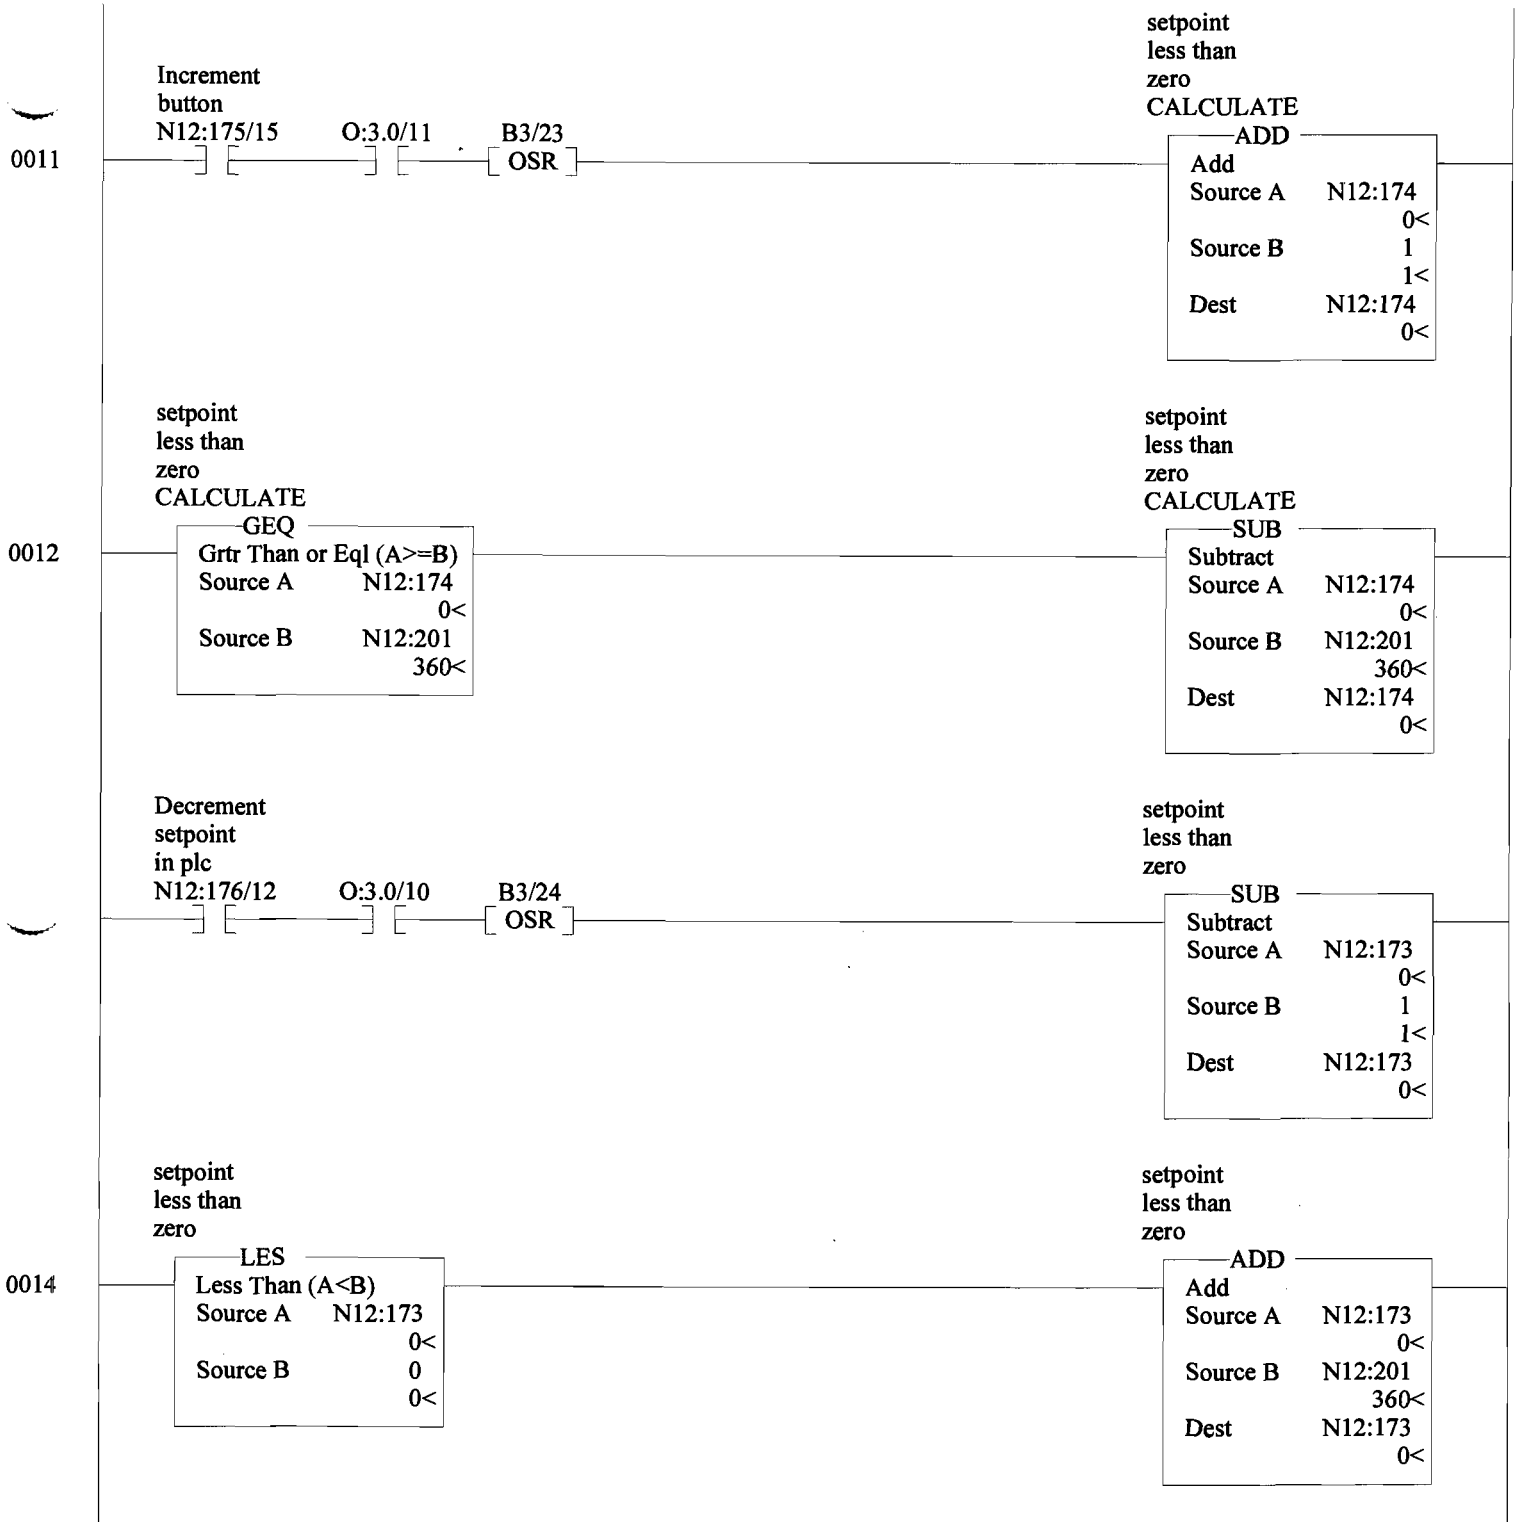 setpoint
less than
zero
CALCULATE
Increment
button
N12:175/15 O:3.0/11 B3/23
0011
OSR
ADD
Add
Source A N12:174
0<
Source B 1
1<
Dest N12:174
0<
setpoint
less than
zero
CALCULATE
GEQ
0012
Grtr Than or Eql (A>=B)
Source A N12:174
0<
Source B N12:201
360<
setpoint
less than
zero
CALCULATE
SUB
Subtract
Source A N12:174
0<
Source B N12:201
360<
Dest N12:174
0<
Decrement
setpoint
in plc
N12:176/12 O:3.0/10 B3/24
OSR
setpoint
less than
zero
SUB
Subtract
Source A N12:173
0<
Source B 1
1<
Dest N12:173
0<
setpoint
less than
zero
LES
0014
Less Than (A<B)
Source A N12:173
0<
Source B 0
0<
setpoint
less than
zero
ADD
Add
Source A N12:173
0<
Source B N12:201
360<
Dest N12:173
0<